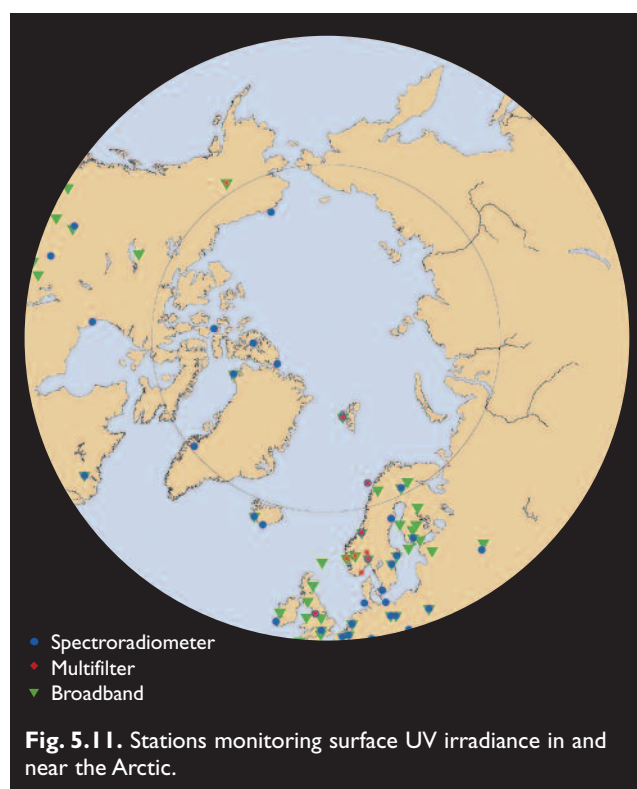 Spectroradiometer
Multifilter
Broadband
Fig. 5.11. Stations monitoring surface UV irradiance in and
near the Arctic.